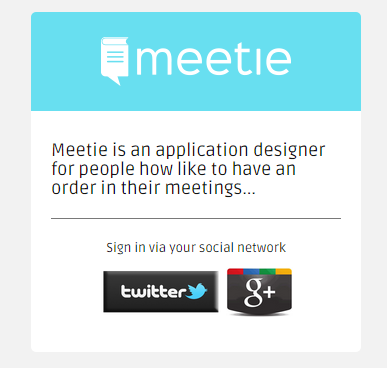 meetie
Meetie is an application designer
for people how like to have an
order in their meetings...
Sign in via your social network
twitter
g+